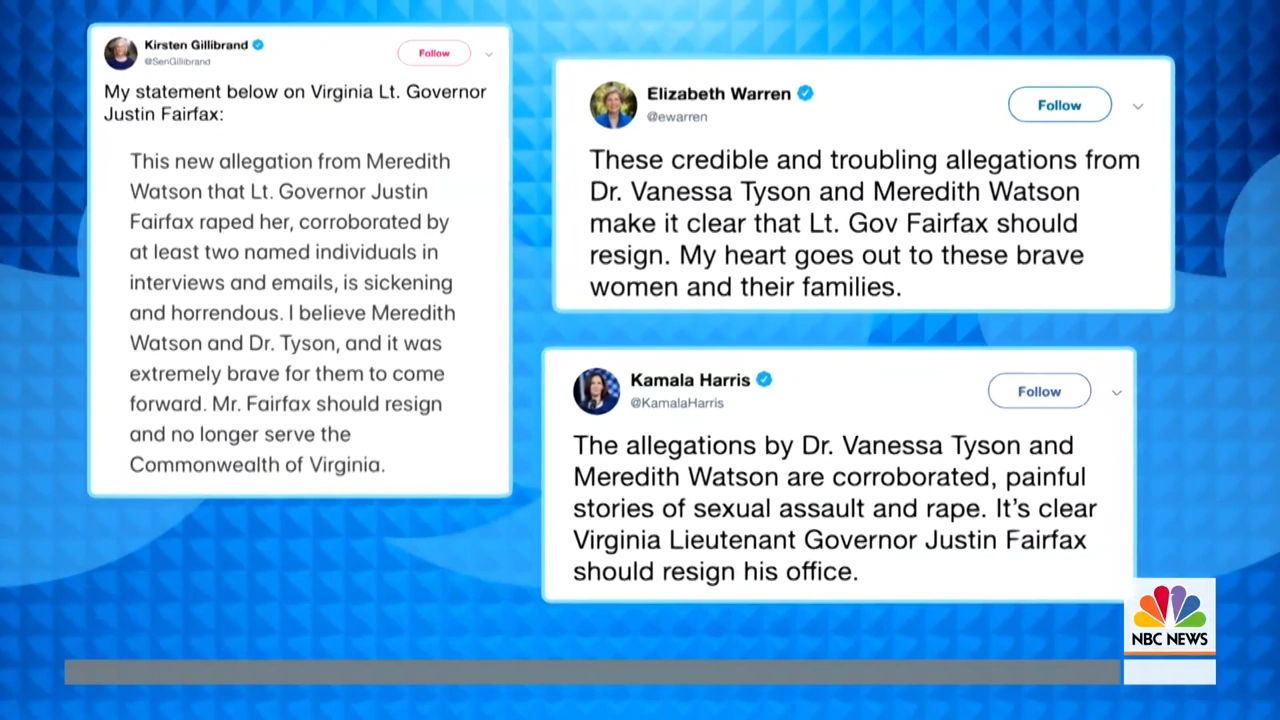 Kirsten Gillibrand
@SenGillibrand
Follow
My statement below on Virginia Lt. Governor
Justin Fairfax:
This new allegation from Meredith
Watson that Lt. Governor Justin
Fairfax raped her, corroborated by
at least two named individuals in
interviews and emails, is sickening
and horrendous. I believe Meredith
Watson and Dr. Tyson, and it was
extremely brave for them to come
forward. Mr. Fairfax should resign
and no longer serve the
Commonwealth of Virginia.
Elizabeth Warren
@ewarren
Follow
These credible and troubling allegations from
Dr. Vanessa Tyson and Meredith Watson
make it clear that Lt. Gov Fairfax should
resign. My heart goes out to these brave
women and their families.
Kamala Harris
@KamalaHarris
Follow
The allegations by Dr. Vanessa Tyson and
Meredith Watson are corroborated, painful
stories of sexual assault and rape. It's clear
Virginia Lieutenant Governor Justin Fairfax
should resign his office.
NBC NEWS